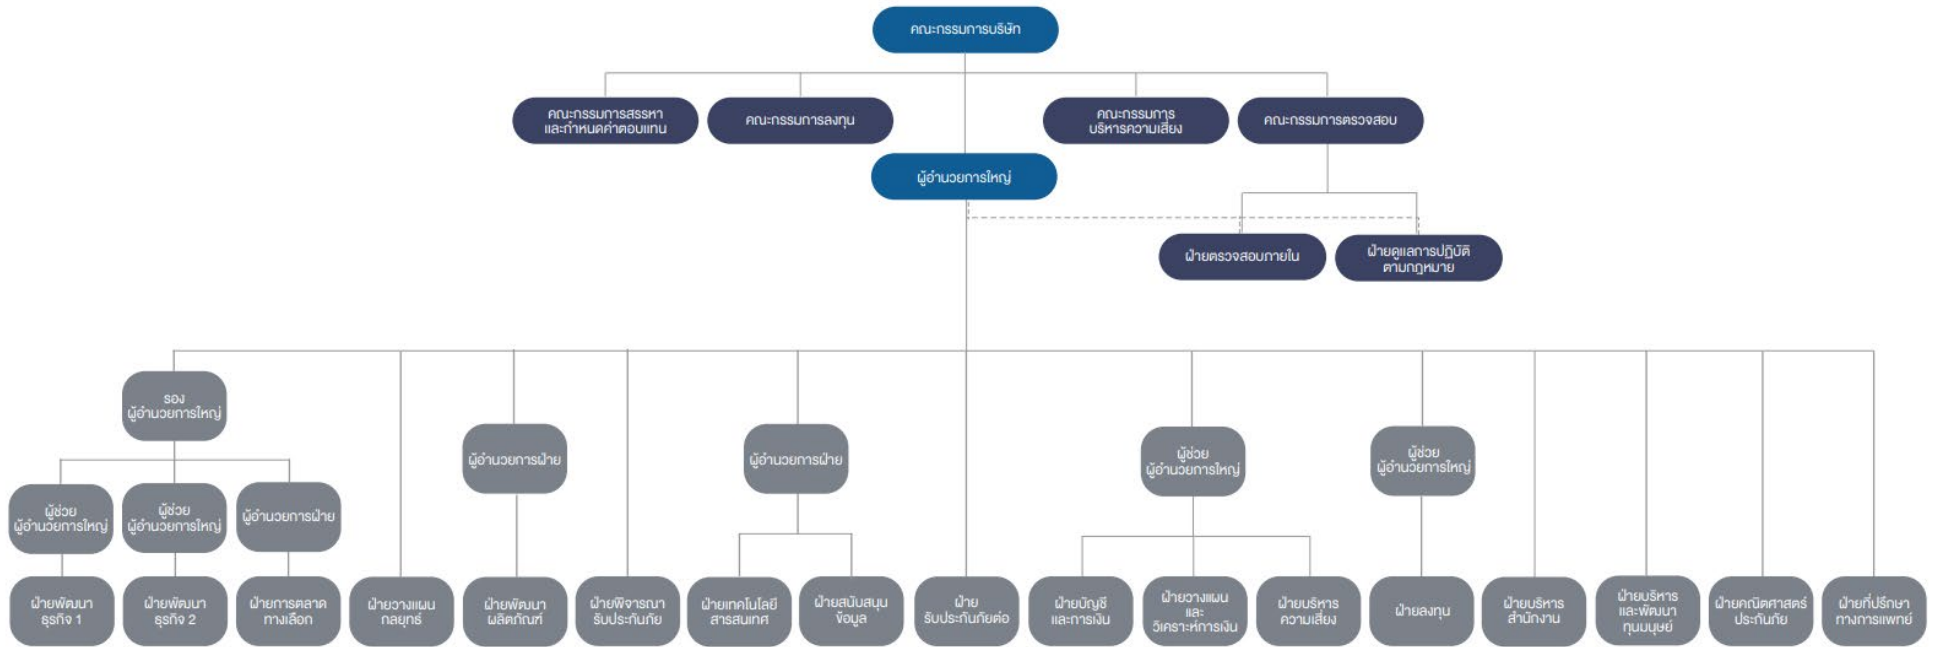 คณะกรรมการบริษัท
คณะกรรมการสรรหา
และกำหนดค่าตอบแทน
คณะกรรมการลงทุน
คณะกรรมการ
บริหารความเสี่ยง
คณะกรรมการตรวจสอบ
ผู้อำนวยการใหญ่
ฝ่ายตรวจสอบภายใน
ฝ่ายดูแลการปฏิบัติ
ตามกฎหมาย
รอง
ผู้อำนวยการใหญ่
ผู้อำนวยการฝ่าย
ผู้อำนวยการฝ่าย
ผู้ช่วย
ผู้อำนวยการใหญ่
ผู้ช่วย
ผู้อำนวยการใหญ่
ผู้ช่วย
ผู้อำนวยการใหญ่
ผู้ช่วย
ผู้อำนวยการใหญ่
ผู้อำนวยการฝ่าย
ฝ่ายพัฒนา
ธุรกิจ 1
ฝ่ายพัฒนา
ธุรกิจ 2
ฝ่ายการตลาด
ทางเลือก
ฝ่ายวางแผน
กลยุทธ์
ฝ่ายพัฒนา
ผลิตภัณฑ์
ฝ่ายพิจารณา
รับประกันภัย
ฝ่ายเทคโนโลยี
สารสนเทศ
ฝ่ายสนับสนุน
ข้อมูล
ฝ่าย
รับประกันภัยต่อ
ฝ่ายบัญชี
และการเงิน
ฝ่ายวางแผน
และ
วิเคราะห์การเงิน
ฝ่ายบริหาร
ความเสี่ยง
ฝ่ายลงทุน
ฝ่ายบริหาร
สำนักงาน
ฝ่ายบริหาร
และพัฒนา
ทุนมนุษย์
ฝ่ายคณิตศาสตร์
ประกันภัย
ฝ่ายที่ปรึกษา
ทางการแพทย์